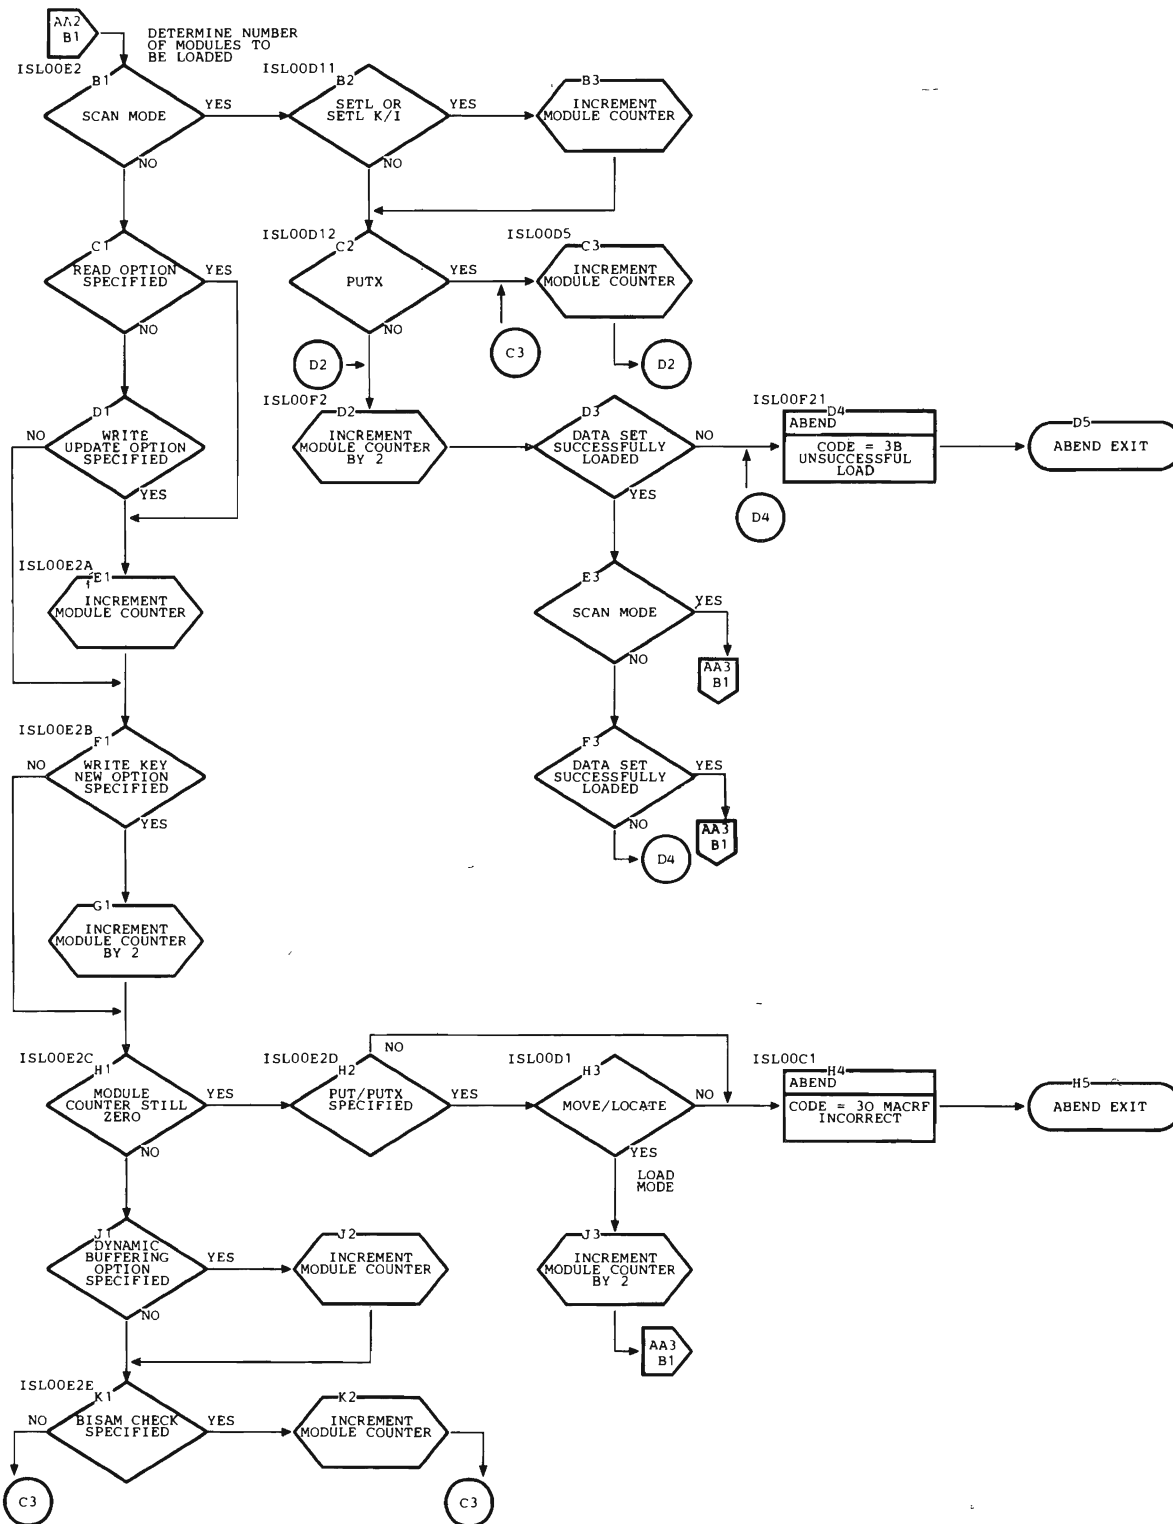 AA2
B1
DETERMINE NUMBER
OF MODULES TO
BE LOADED
ISL00E2
B1
SCAN MODE
YES
NO
ISL00D11
B2
SETL OR
SETL K/I
YES
NO
B3
INCREMENT
MODULE COUNTER
C1
READ OPTION
SPECIFIED
YES
NO
ISL00D12
C2
PUTX
YES
NO
ISL00D5
C3
INCREMENT
MODULE COUNTER
C3
D2
D2
D1
WRITE
UPDATE OPTION
SPECIFIED
NO
YES
ISL00F2
D2
INCREMENT
MODULE COUNTER
BY 2
D3
DATA SET
SUCCESSFULLY
LOADED
NO
YES
ISL00F21
D4
ABEND
CODE = 3B
UNSUCCESSFUL
LOAD
D5
ABEND EXIT
D4
ISL00E2A
E1
INCREMENT
MODULE COUNTER
E3
SCAN MODE
YES
NO
AA3
B1
ISL00E2B
F1
WRITE KEY
NEW OPTION
SPECIFIED
NO
YES
F3
DATA SET
SUCCESSFULLY
LOADED
YES
NO
AA3
B1
D4
G1
INCREMENT
MODULE COUNTER
BY 2
ISL00E2C
H1
MODULE
COUNTER STILL
ZERO
YES
NO
ISL00E2D
H2
PUT/PUTX
SPECIFIED
NO
YES
ISL00D1
H3
MOVE/LOCATE
NO
YES
LOAD
MODE
ISL00C1
H4
ABEND
CODE = 30 MACRF
INCORRECT
H5
ABEND EXIT
J1
DYNAMIC
BUFFERING
OPTION
SPECIFIED
YES
NO
J2
INCREMENT
MODULE COUNTER
J3
INCREMENT
MODULE COUNTER
BY 2
AA3
B1
ISL00E2E
K1
BISAM CHECK
SPECIFIED
NO
YES
K2
INCREMENT
MODULE COUNTER
C3
C3